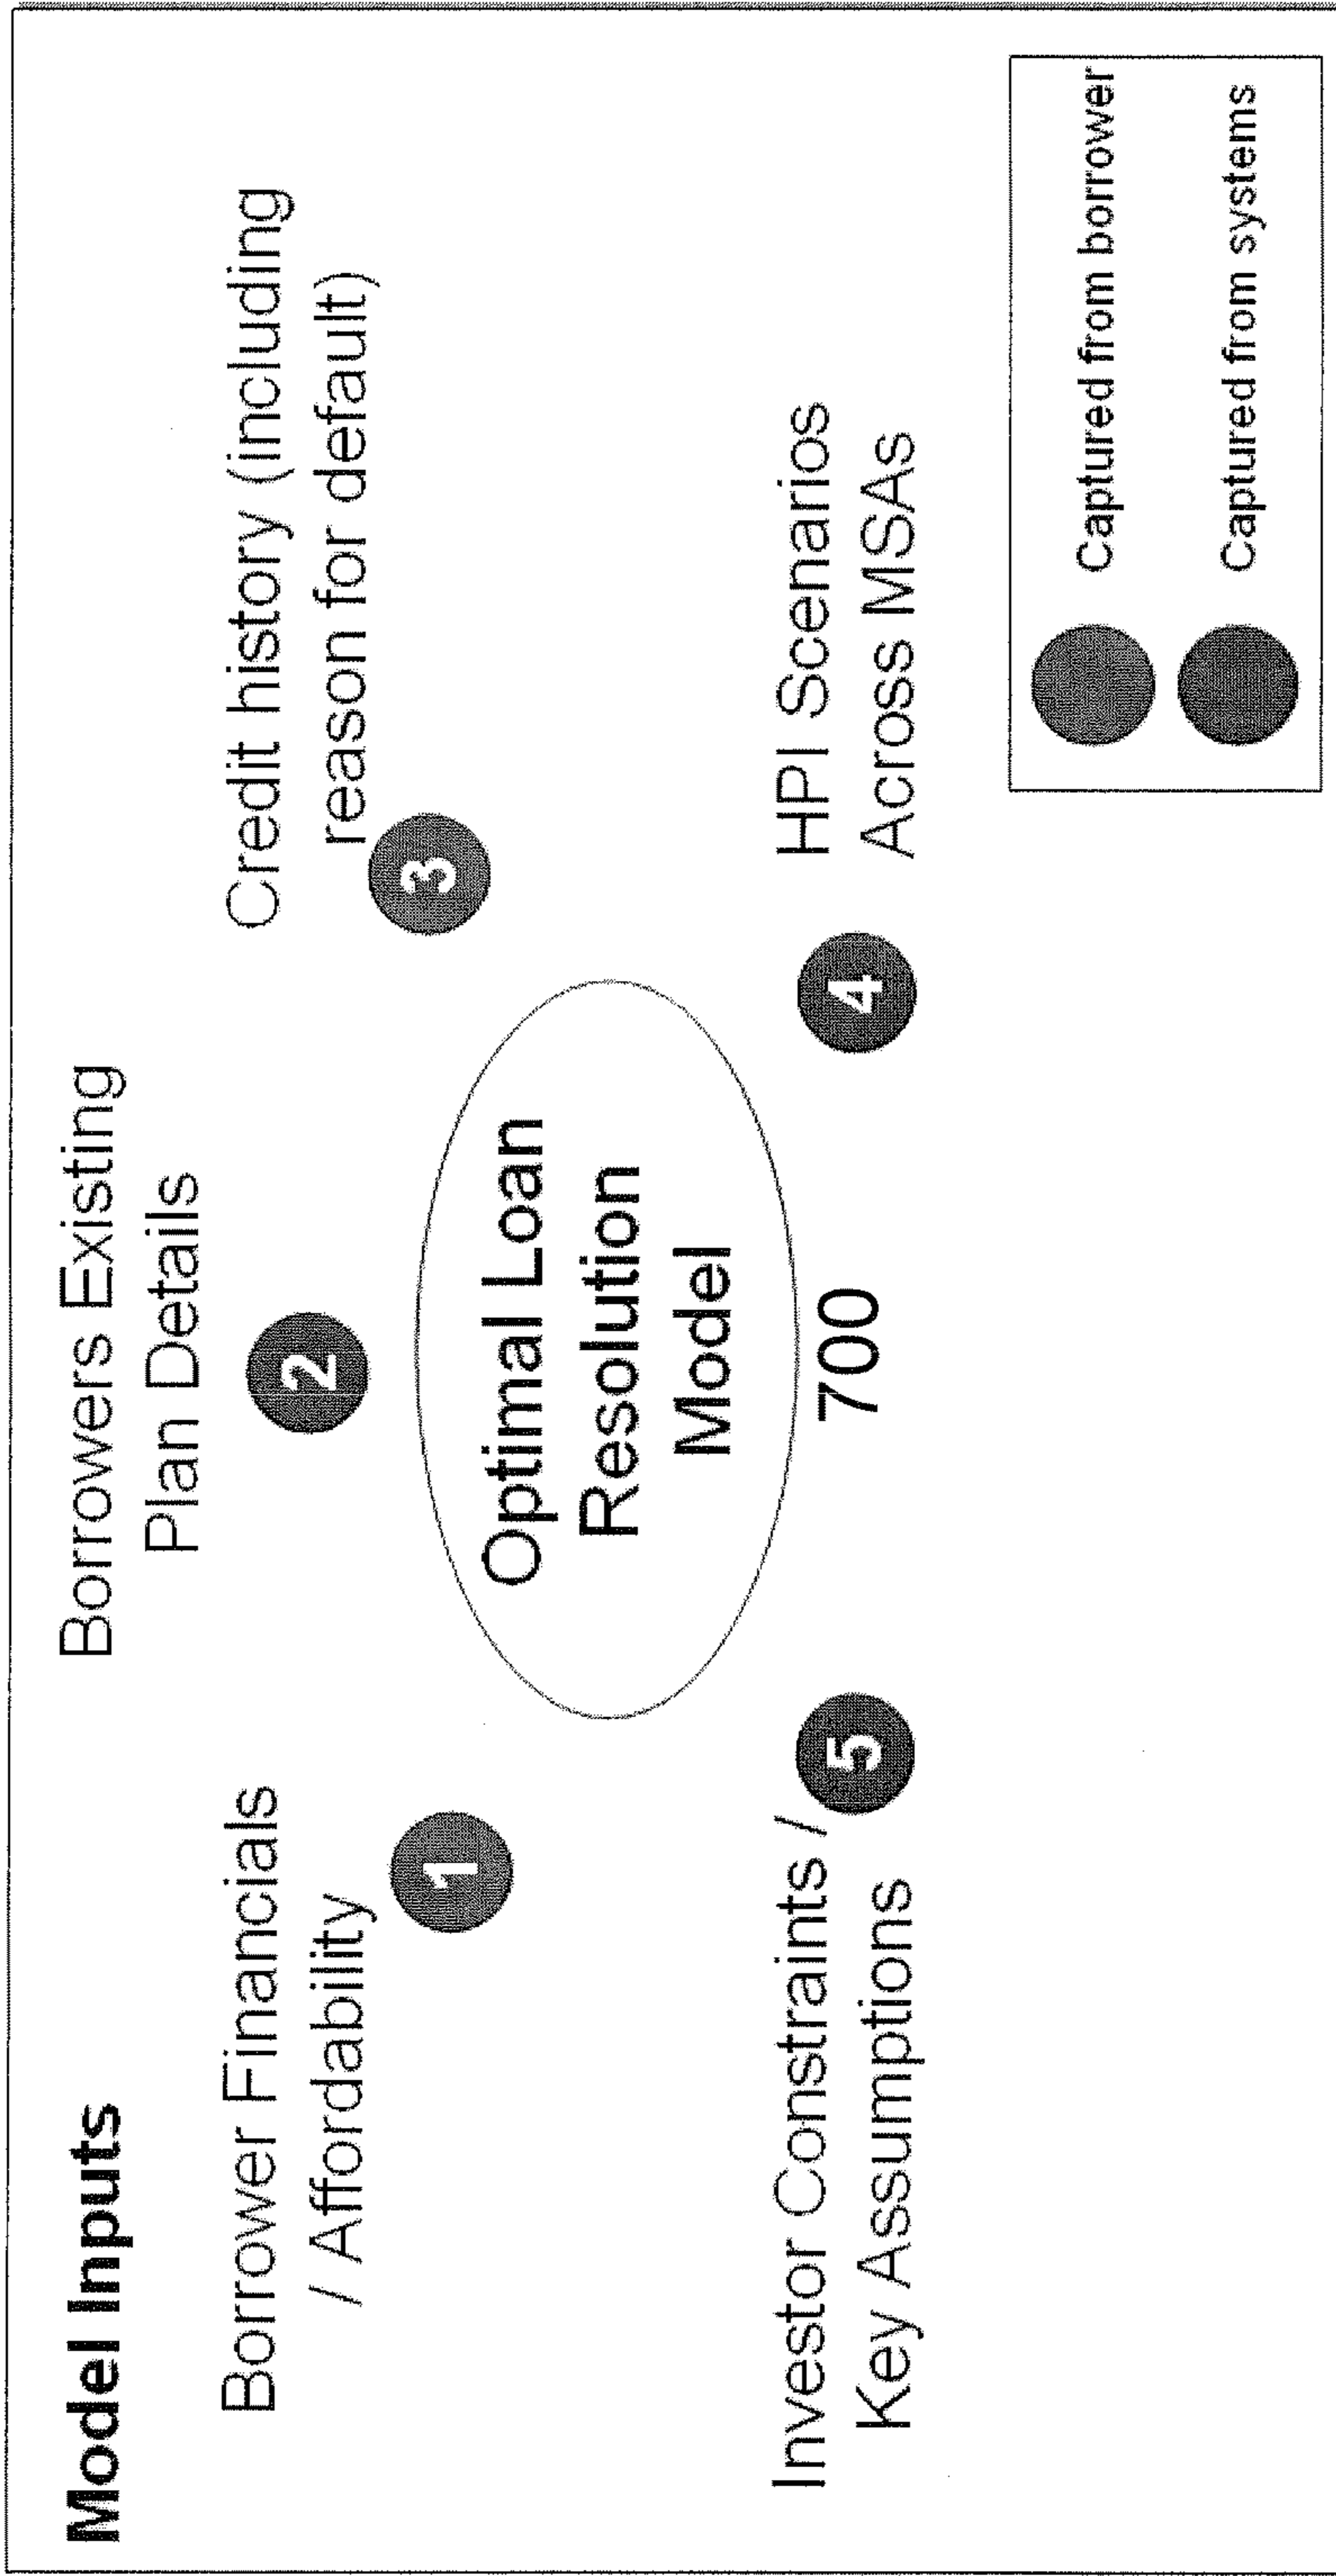 Model Inputs
Borrowers Existing
Plan Details
2
Borrower Financials
/ Affordability
1
Credit history (including
reason for default)
3
Optimal Loan
Resolution
Model
700
Investor Constraints /
Key Assumptions
5
HPI Scenarios
Across MSAs
4
Captured from borrower
Captured from systems